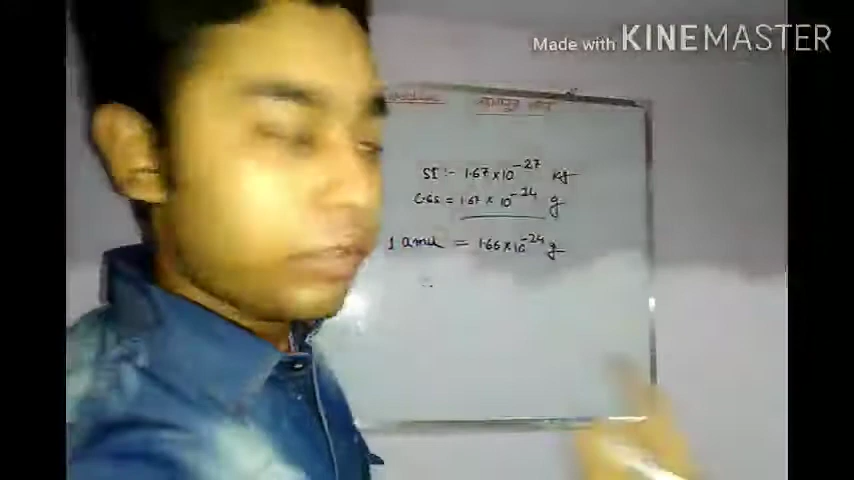 Made with KINEMASTER
SI :- 1.67 × 10⁻²⁷ kg
C.G.S = 1.67 × 10⁻²⁴ g
1 amu = 1.66 × 10⁻²⁴ g